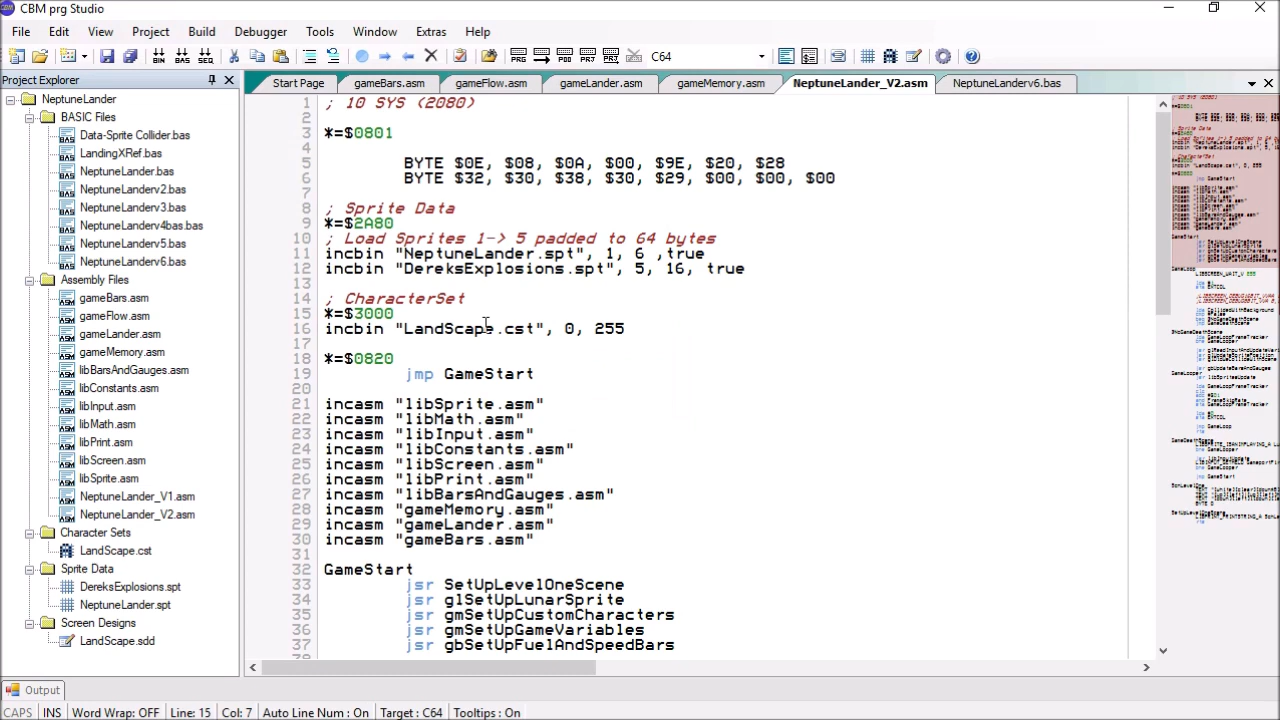 CBM prg Studio
File Edit View Project Build Debugger Tools Window Extras Help
C64
Project Explorer
NeptuneLander
BASIC Files
Data-Sprite Collider.bas
LandingXRef.bas
NeptuneLander.bas
NeptuneLanderv2.bas
NeptuneLanderv3.bas
NeptuneLanderv4bas.bas
NeptuneLanderv5.bas
NeptuneLanderv6.bas
Assembly Files
gameBars.asm
gameFlow.asm
gameLander.asm
gameMemory.asm
libBarsAndGauges.asm
libConstants.asm
libInput.asm
libMath.asm
libPrint.asm
libScreen.asm
libSprite.asm
NeptuneLander_V1.asm
NeptuneLander_V2.asm
Character Sets
LandScape.cst
Sprite Data
DereksExplosions.spt
NeptuneLander.spt
Screen Designs
LandScape.sdd
Start Page gameBars.asm gameFlow.asm gameLander.asm gameMemory.asm NeptuneLander_V2.asm NeptuneLanderv6.bas
1 ; 10 SYS (2080)
2
3 *=$0801
4
5 BYTE $0E, $08, $0A, $00, $9E, $20, $28
6 BYTE $32, $30, $38, $30, $29, $00, $00, $00
7
8 ; Sprite Data
9 *=$2A80
10 ; Load Sprites 1-> 5 padded to 64 bytes
11 incbin "NeptuneLander.spt", 1, 6 ,true
12 incbin "DereksExplosions.spt", 5, 16, true
13
14 ; CharacterSet
15 *=$3000
16 incbin "LandScape.cst", 0, 255
17
18 *=$0820
19 jmp GameStart
20
21 incasm "libSprite.asm"
22 incasm "libMath.asm"
23 incasm "libInput.asm"
24 incasm "libConstants.asm"
25 incasm "libScreen.asm"
26 incasm "libPrint.asm"
27 incasm "libBarsAndGauges.asm"
28 incasm "gameMemory.asm"
29 incasm "gameLander.asm"
30 incasm "gameBars.asm"
31
32 GameStart
33 jsr SetUpLevelOneScene
34 jsr glSetUpLunarSprite
35 jsr gmSetUpCustomCharacters
36 jsr gmSetUpGameVariables
37 jsr gbSetUpFuelAndSpeedBars
Output
CAPS INS Word Wrap: OFF Line: 15 Col: 7 Auto Line Num : On Target : C64 Tooltips : On